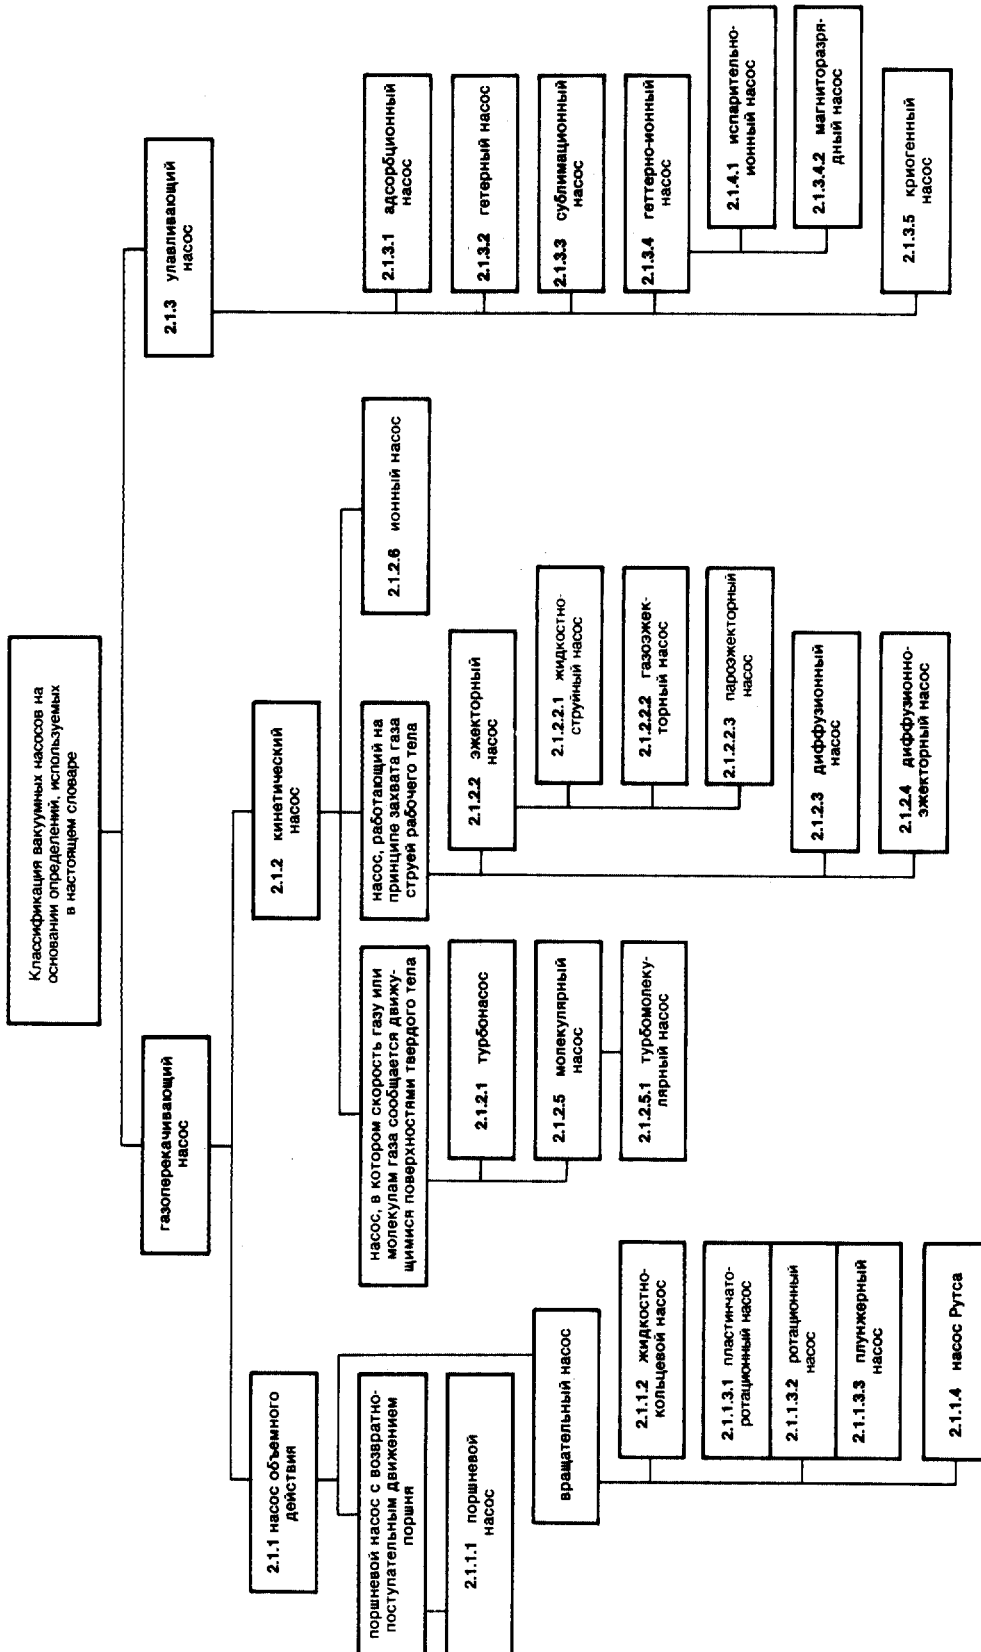 Классификация вакуумных насосов на
основании определений, используемых
в настоящем словаре
газоперекачивающий
насос
2.1.3 улавливающий
насос
2.1.1 насос объемного
действия
2.1.2 кинетический
насос
поршневой насос с возвратно-
поступательным движением
поршня
2.1.1.1 поршневой
насос
вращательный насос
2.1.1.2 жидкостно-
кольцевой насос
2.1.1.3.1 пластинчато-
ротационный насос
2.1.1.3.2 ротационный
насос
2.1.1.3.3 плунжерный
насос
2.1.1.4 насос Рутса
насос, в котором скорость газу или
молекулам газа сообщается движу-
щимися поверхностями твердого тела
2.1.2.1 турбонасос
2.1.2.5 молекулярный
насос
2.1.2.5.1 турбомолеку-
лярный насос
насос, работающий на
принципе захвата газа
струей рабочего тела
2.1.2.2 эжекторный
насос
2.1.2.2.1 жидкостно-
струйный насос
2.1.2.2.2 газоэжек-
торный насос
2.1.2.2.3 пароэжекторный
насос
2.1.2.3 диффузионный
насос
2.1.2.4 диффузионно-
эжекторный насос
2.1.2.6 ионный насос
2.1.3.1 адсорбционный
насос
2.1.3.2 гетерный насос
2.1.3.3 сублимационный
насос
2.1.3.4 геттерно-ионный
насос
2.1.4.1 испарительно-
ионный насос
2.1.3.4.2 магниторазря-
дный насос
2.1.3.5 криогенный
насос